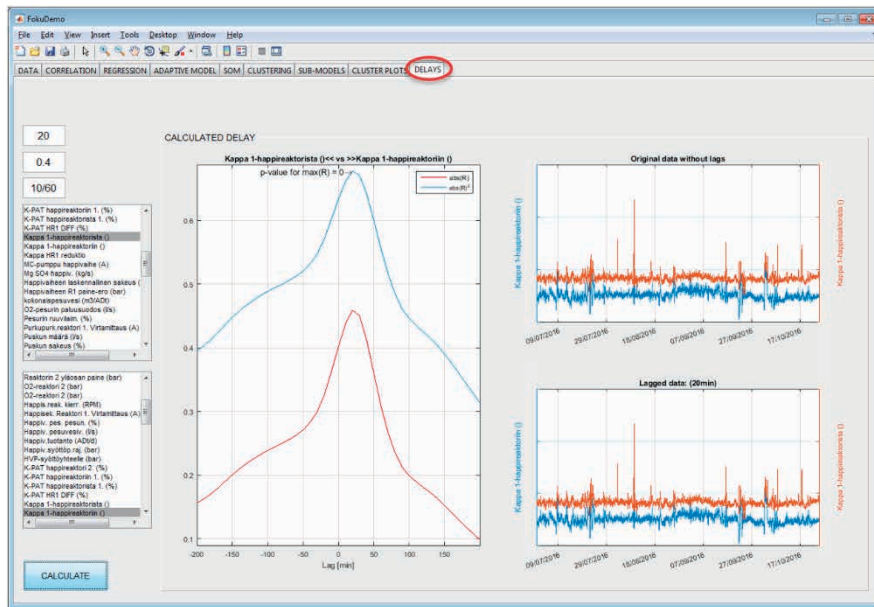 FokuDemo
File Edit View Insert Tools Desktop Window Help
DATA CORRELATION REGRESSION ADAPTIVE MODEL SOM CLUSTERING SUB-MODELS CLUSTER PLOTS DELAYS
20
0.4
10/60
K-PAT happireaktoriin 1. (%)
K-PAT happireaktorista 1. (%)
K-PAT HR1 DIFF (%)
Kappa 1-happireaktorista ()
Kappa 1-happireaktoriin ()
Kappa HR1 reduktio
MC-pumppu happivaihe (A)
Mg SO4 happiv. (kg/s)
Happivaiheen laskennallinen sakeus (
Happivaiheen R1 paine-ero (bar)
kokonaispesuvesi (m3/ADt)
O2-pesurin paluusuodos (l/s)
Pesurin ruuvilaim. (%)
Purkupurk.reaktori 1. Virtamittaus (A)
Puskun määrä (l/s)
Puskun sakeus (%)
Reaktorin 2 yläosan paine (bar)
O2-reaktori 2 (bar)
O2-reaktori 2 (bar)
Happis.reak. kierr. (RPM)
Happisek. Reaktori 1. Virtamittaus (A)
Happiv. pes. pesun. (%)
Happiv. pesuvesiv. (l/s)
Happiv.tuotanto (ADt/d)
Happiv.syöttöp.raj. (bar)
HVP-syöttöyhteelle (bar)
K-PAT happireaktori 2. (%)
K-PAT happireaktoriin 1. (%)
K-PAT happireaktorista 1. (%)
K-PAT HR1 DIFF (%)
Kappa 1-happireaktorista ()
Kappa 1-happireaktoriin ()
CALCULATE
CALCULATED DELAY
Kappa 1-happireaktorista ()<< vs >>Kappa 1-happireaktoriin ()
p-value for max(R) = 0→
abs(R)
abs(R)²
0.6
0.5
0.4
0.3
0.2
0.1
-200 -150 -100 -50 0 50 100 150
Lag [min]
Original data without lags
Kappa 1-happireaktoriin ()
Kappa 1-happireaktorista ()
09/07/2016 29/07/2016 18/08/2016 07/09/2016 27/09/2016 17/10/2016
Lagged data: (20min)
Kappa 1-happireaktoriin ()
Kappa 1-happireaktorista ()
09/07/2016 29/07/2016 18/08/2016 07/09/2016 27/09/2016 17/10/2016